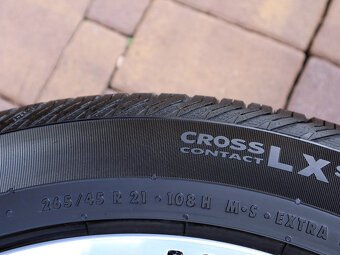 CROSS
CONTACT LX
265/45 R 21 · 108 H M·S · EXTRA